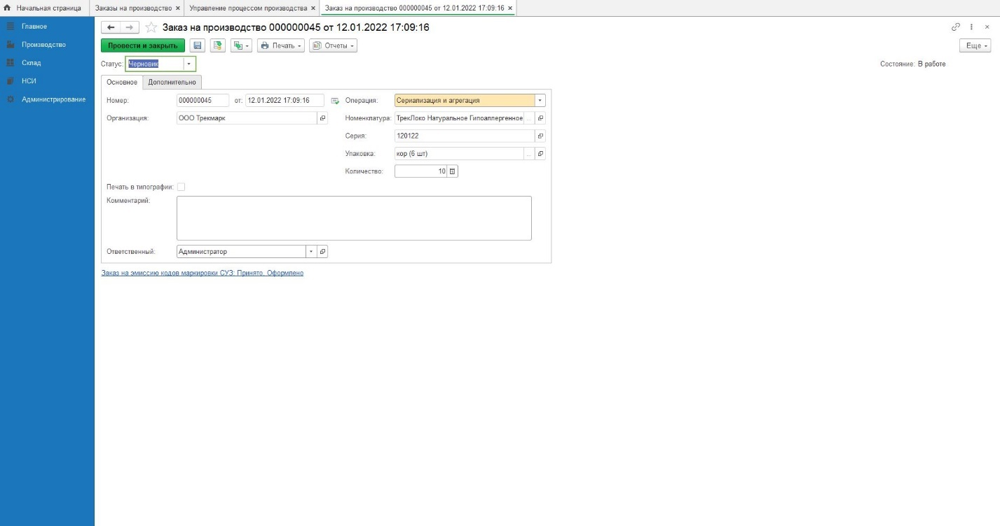 Начальная страница Заказы на производство × Управление процессом производства × Заказ на производство 000000045 от 12.01.2022 17:09:16 ×
Главное
Производство
Склад
НСИ
Администрирование
Заказ на производство 000000045 от 12.01.2022 17:09:16
Провести и закрыть Печать Отчеты Еще
Статус: Черновик Состояние: В работе
Основное Дополнительно
Номер: 000000045 от: 12.01.2022 17:09:16 Операция: Сериализация и агрегация
Организация: ООО Трекмарк Номенклатура: ТрекЛоко Натуральное Гипоаллергенное ...
Серия: 120122
Упаковка: кор (6 шт) ...
Количество: 10
Печать в типографии:
Комментарий:
Ответственный: Администратор
Заказ на эмиссию кодов маркировки СУЗ: Принято, Оформлено